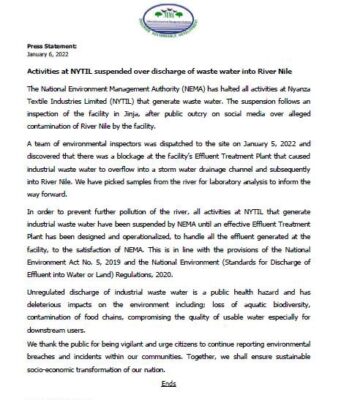 Press Statement:
January 6, 2022
Activities at NYTIL suspended over discharge of waste water into River Nile
The National Environment Management Authority (NEMA) has halted all activities at Nyanza
Textile Industries Limited (NYTIL) that generate waste water. The suspension follows an
inspection of the facility in Jinja, after public outcry on social media over alleged
contamination of River Nile by the facility.
A team of environmental inspectors was dispatched to the site on January 5, 2022 and
discovered that there was a blockage at the facility's Effluent Treatment Plant that caused
industrial waste water to overflow into a storm water drainage channel and subsequently
into River Nile. We have picked samples from the river for laboratory analysis to inform the
way forward.
In order to prevent further pollution of the river, all activities at NYTIL that generate
industrial waste water have been suspended by NEMA until an effective Effluent Treatment
Plant has been designed and operationalized, to handle all the effluent generated at the
facility, to the satisfaction of NEMA. This is in line with the provisions of the National
Environment Act No. 5, 2019 and the National Environment (Standards for Discharge of
Effluent into Water or Land) Regulations, 2020.
Unregulated discharge of industrial waste water is a public health hazard and has
deleterious impacts on the environment including; loss of aquatic biodiversity,
contamination of food chains, compromising the quality of usable water especially for
downstream users.
We thank the public for being vigilant and urge citizens to continue reporting environmental
breaches and incidents within our communities. Together, we shall ensure sustainable
socio-economic transformation of our nation.
Ends